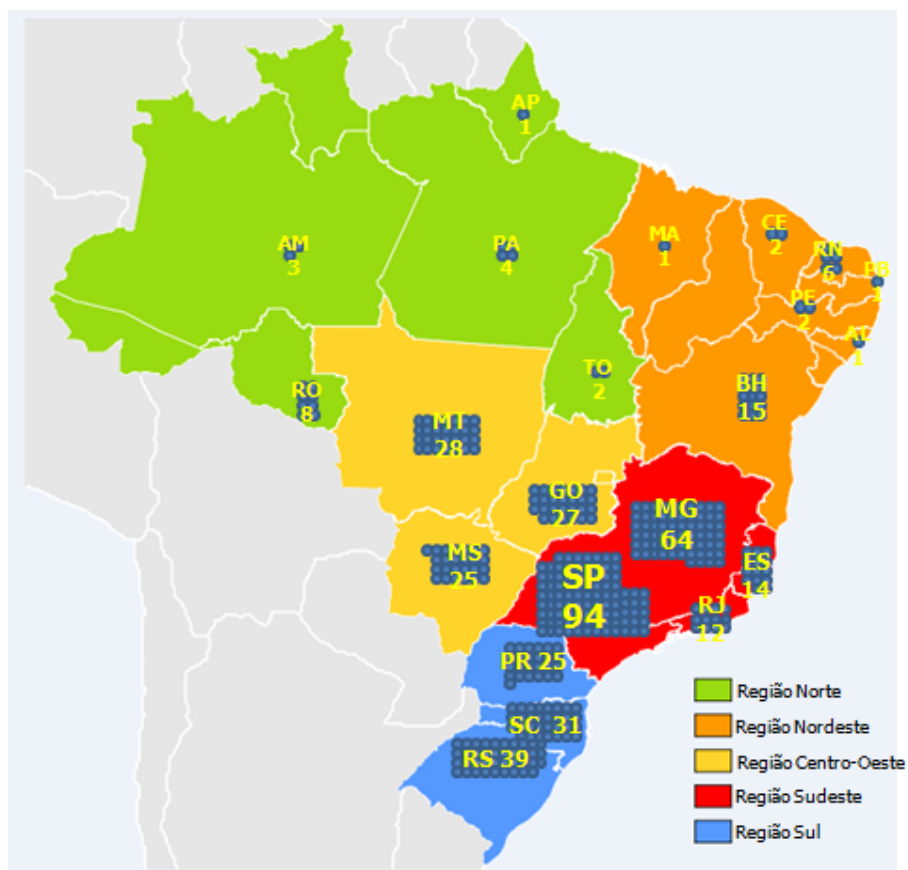 AP
1
AM
3
PA
4
MA
1
CE
2
RN
6
PB
1
PE
2
AL
1
TO
2
RO
8
BH
15
MT
28
GO
27
MG
64
MS
25
ES
14
SP
94
RJ
12
PR 25
SC 31
RS 39
Região Norte
Região Nordeste
Região Centro-Oeste
Região Sudeste
Região Sul